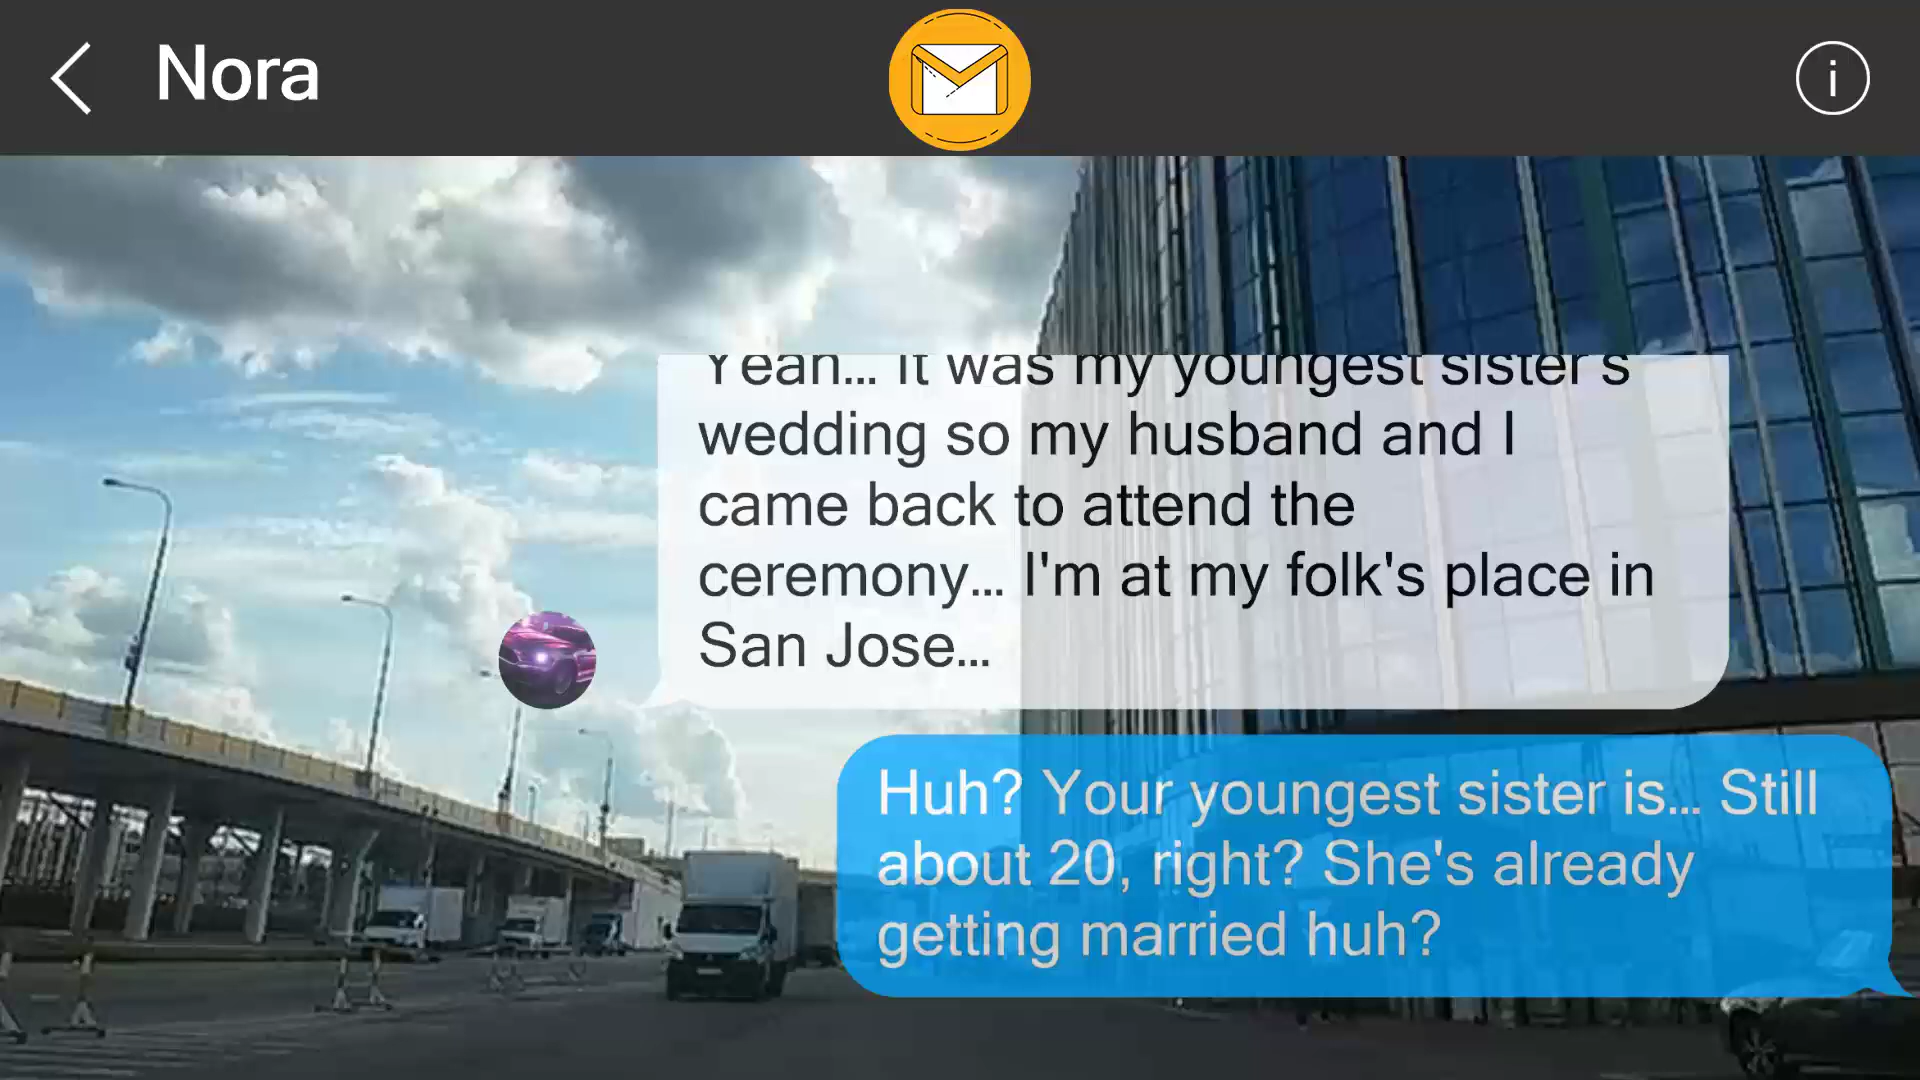 Nora
Yeah... It was my youngest sister's
wedding so my husband and I
came back to attend the
ceremony... I'm at my folk's place in
San Jose...
Huh? Your youngest sister is... Still
about 20, right? She's already
getting married huh?